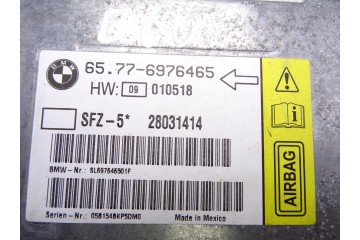 BMW
65.77-6976465
HW: 09 010518
SFZ-5* 28031414
BMW-Nr.: SL697646501F
AIRBAG
Serien-Nr.: 0581548KP5DM0 Made in Mexico